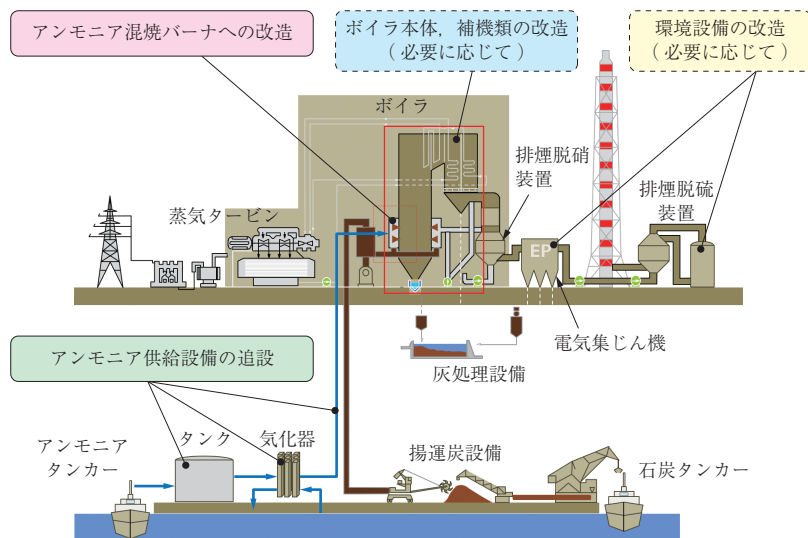 アンモニア混焼バーナへの改造
ボイラ本体，補機類の改造
（必要に応じて）
環境設備の改造
（必要に応じて）
ボイラ
排煙脱硝
装置
排煙脱硫
装置
蒸気タービン
EP
電気集じん機
灰処理設備
アンモニア供給設備の追設
アンモニア
タンカー
タンク
気化器
揚運炭設備
石炭タンカー